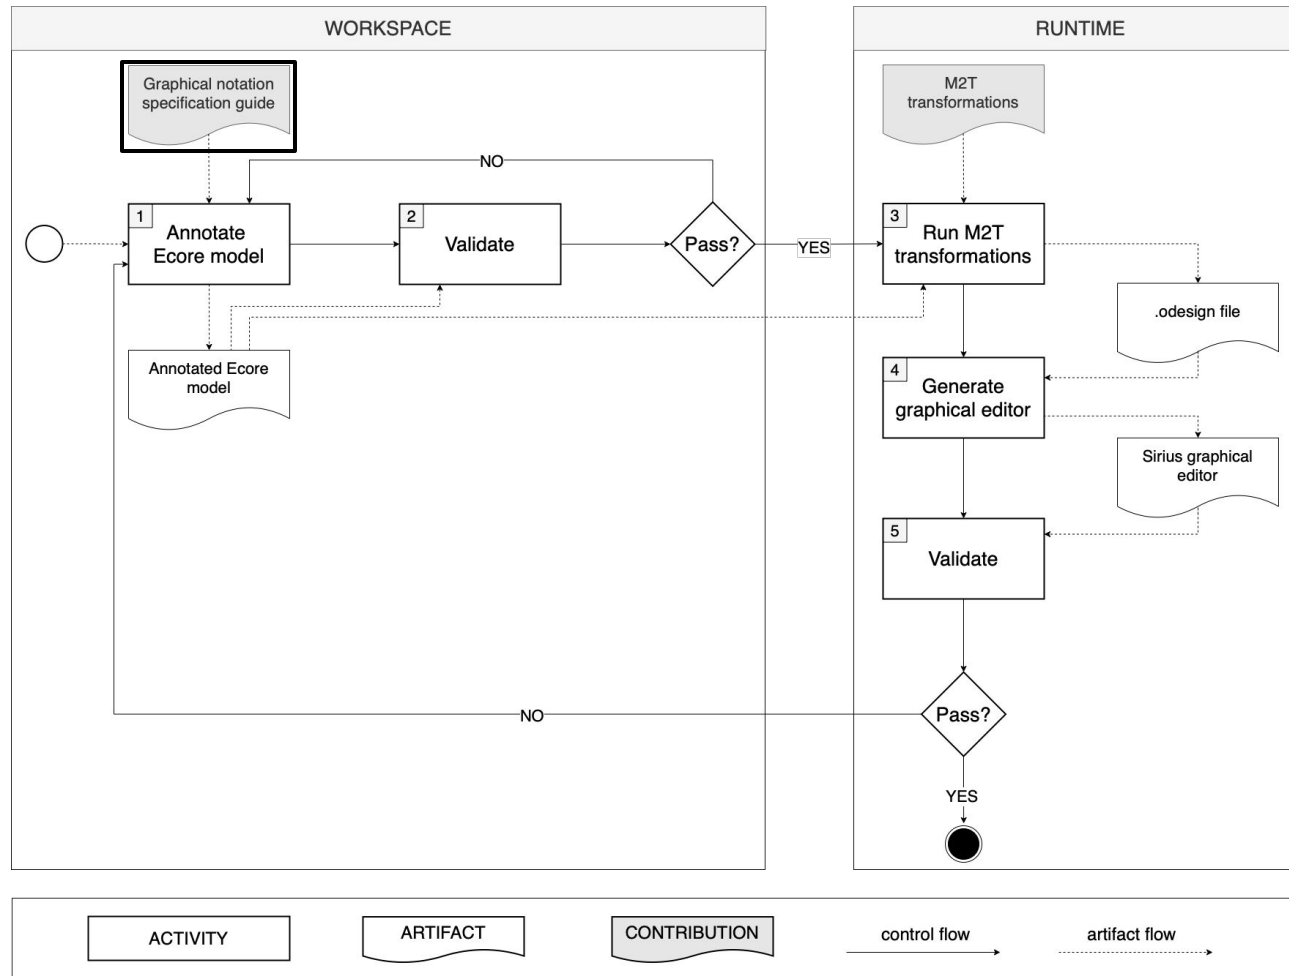 WORKSPACE
RUNTIME
Graphical notation
specification guide
M2T
transformations
NO
1
Annotate
Ecore model
2
Validate
Pass?
YES
3
Run M2T
transformations
.odesign file
Annotated Ecore
model
4
Generate
graphical editor
Sirius graphical
editor
5
Validate
NO
Pass?
YES
ACTIVITY
ARTIFACT
CONTRIBUTION
control flow
artifact flow